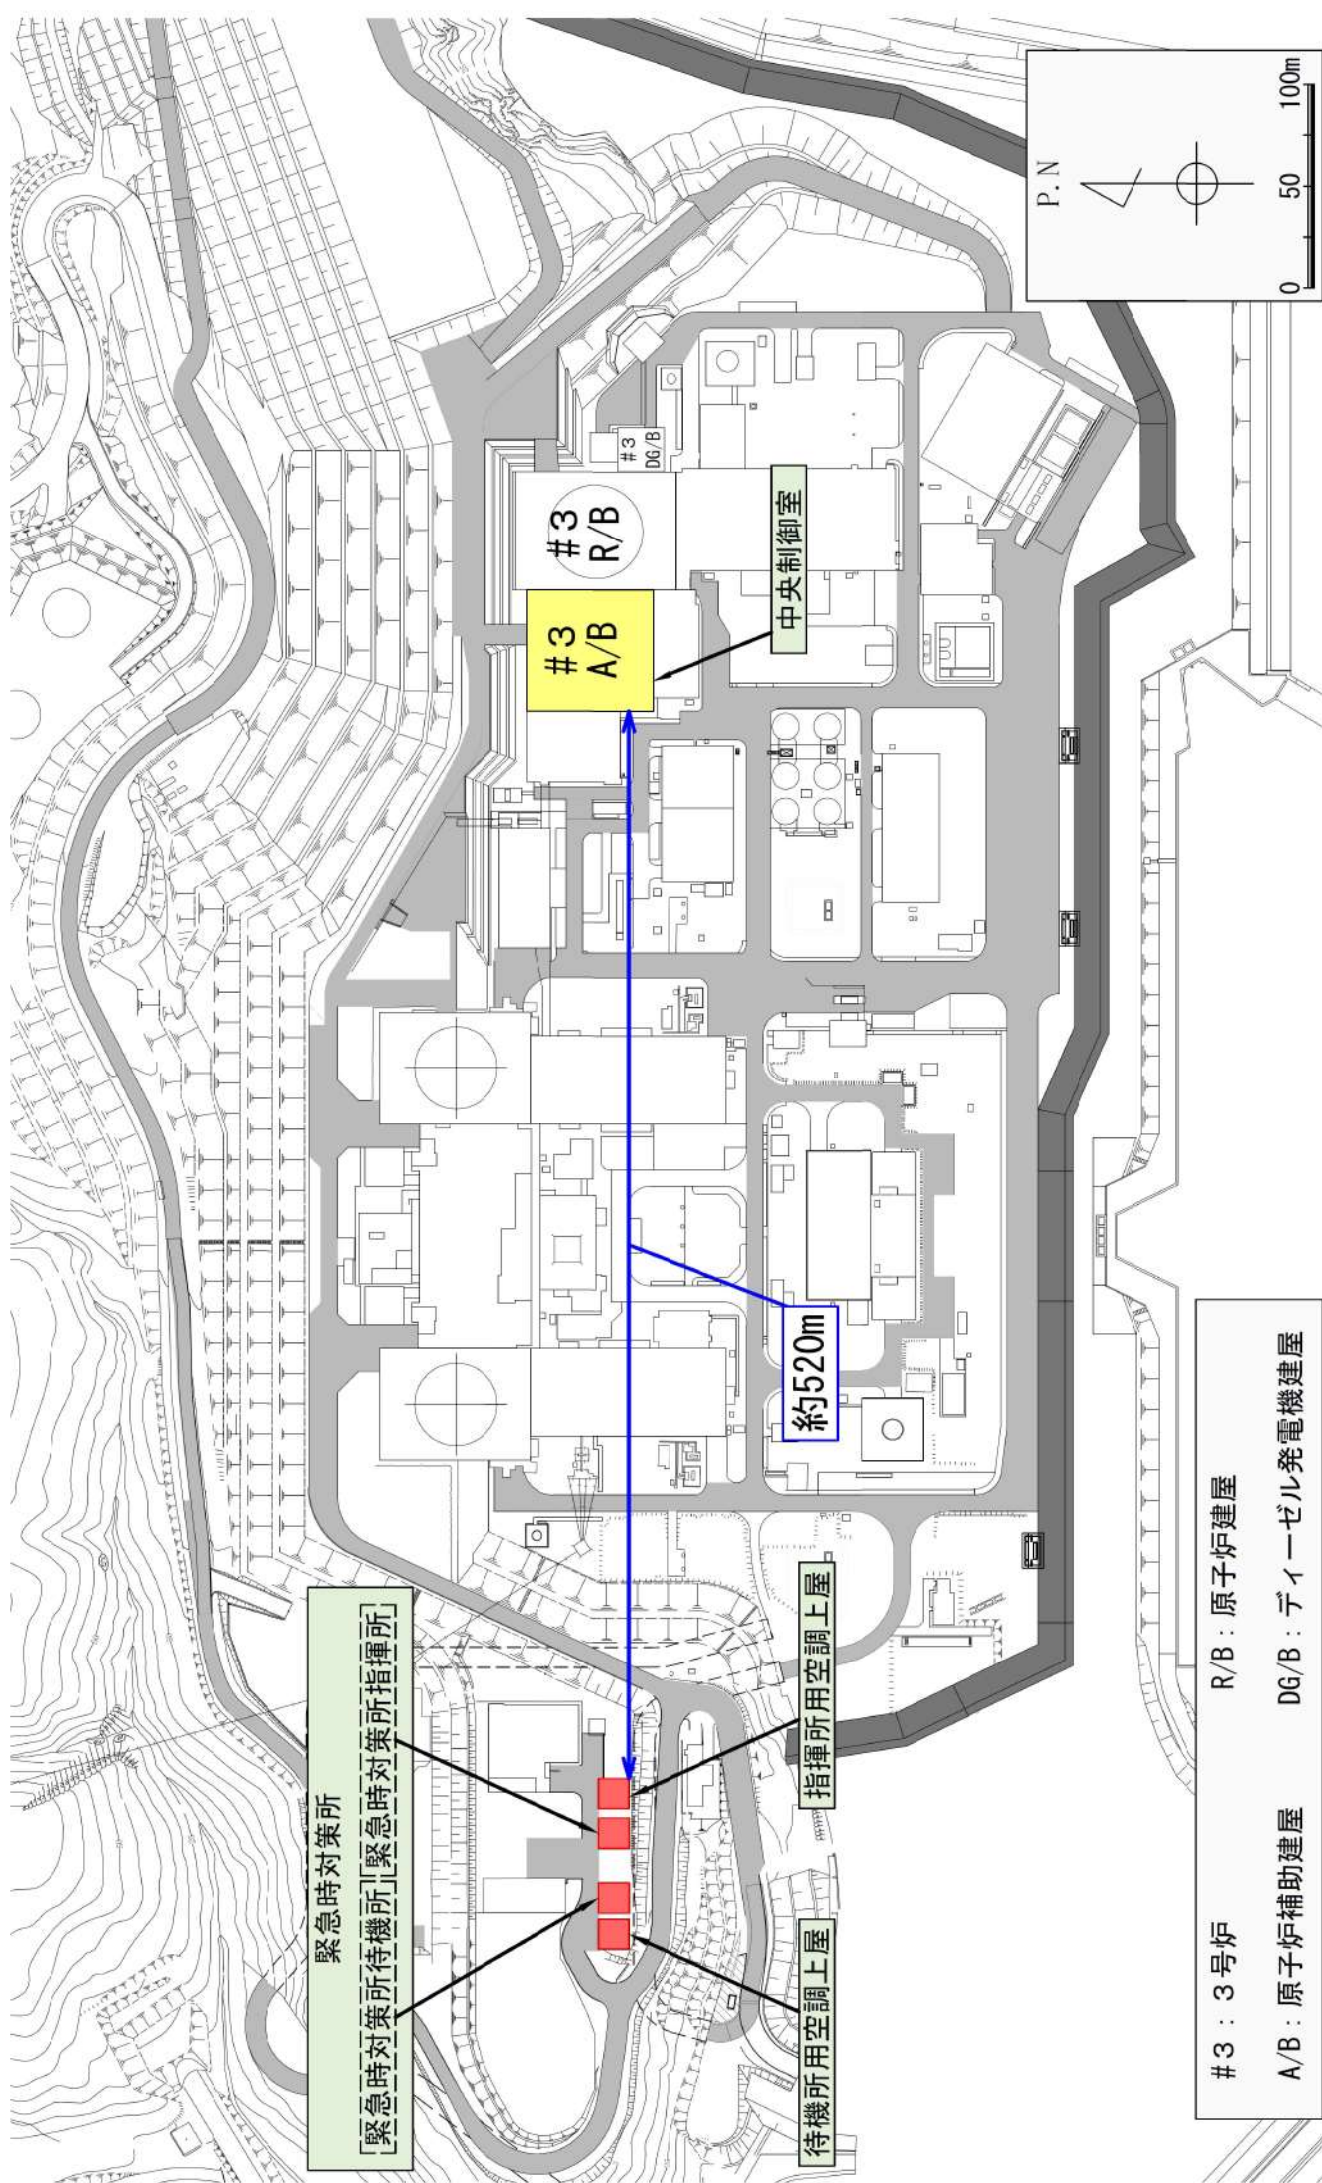 緊急時対策所
[緊急時対策所待機所][緊急時対策所指揮所]
#3
A/B
#3
R/B
#3
DG/B
中央制御室
約520m
待機所用空調上屋
指揮所用空調上屋
P.N
0 50 100m
#3：3号炉 R/B：原子炉建屋
A/B：原子炉補助建屋 DG/B：ディーゼル発電機建屋